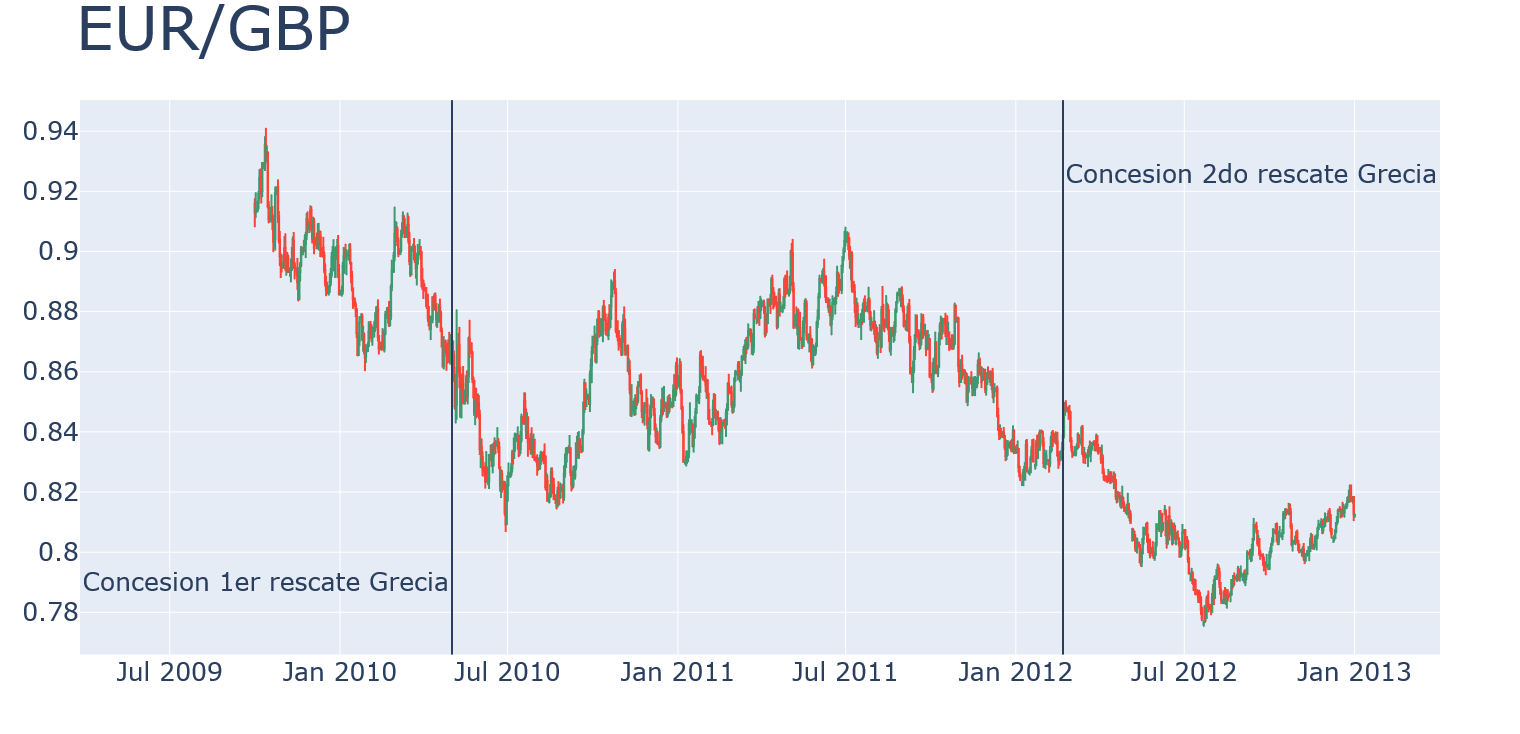 EUR/GBP
0.94
Concesion 2do rescate Grecia
0.92
0.9
0.88
0.86
0.84
0.82
0.8
Concesion 1er rescate Grecia
0.78
Jul 2009 Jan 2010 Jul 2010 Jan 2011 Jul 2011 Jan 2012 Jul 2012 Jan 2013